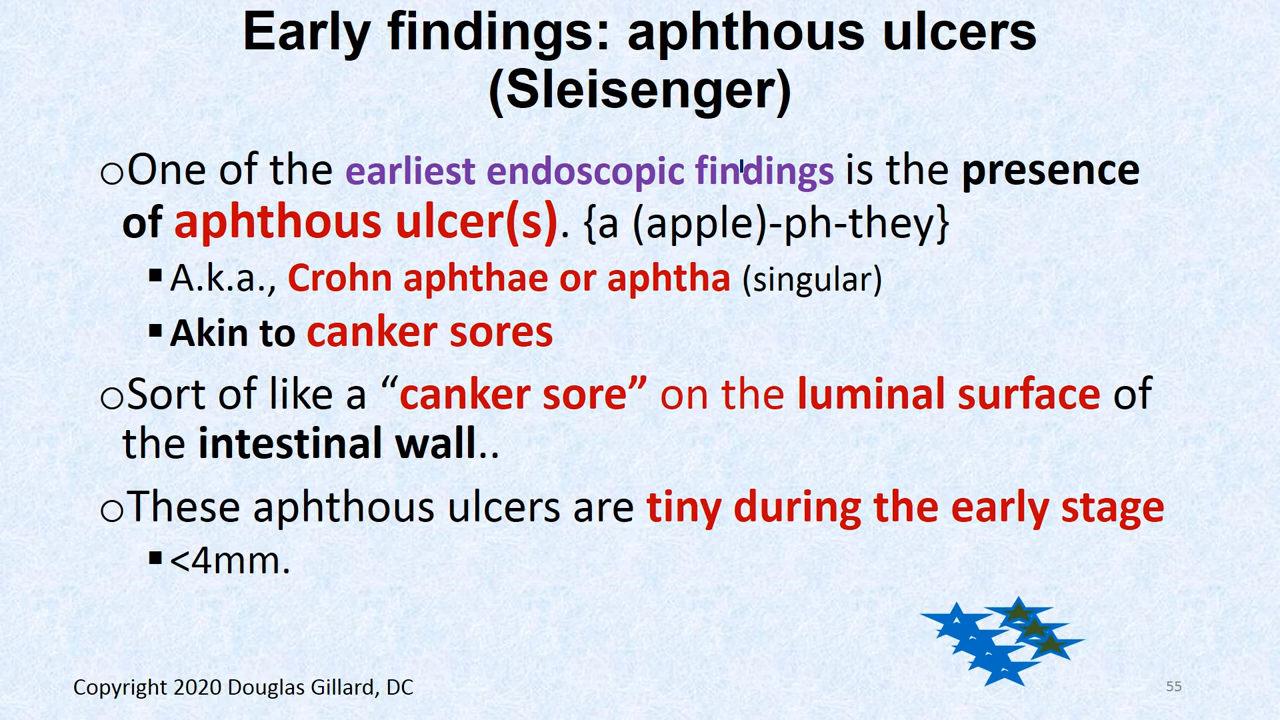 Early findings: aphthous ulcers
(Sleisenger)
○One of the earliest endoscopic findings is the presence
of aphthous ulcer(s). {a (apple)-ph-they}
▪A.k.a., Crohn aphthae or aphtha (singular)
▪Akin to canker sores
○Sort of like a “canker sore” on the luminal surface of
the intestinal wall..
○These aphthous ulcers are tiny during the early stage
▪<4mm.
Copyright 2020 Douglas Gillard, DC
55